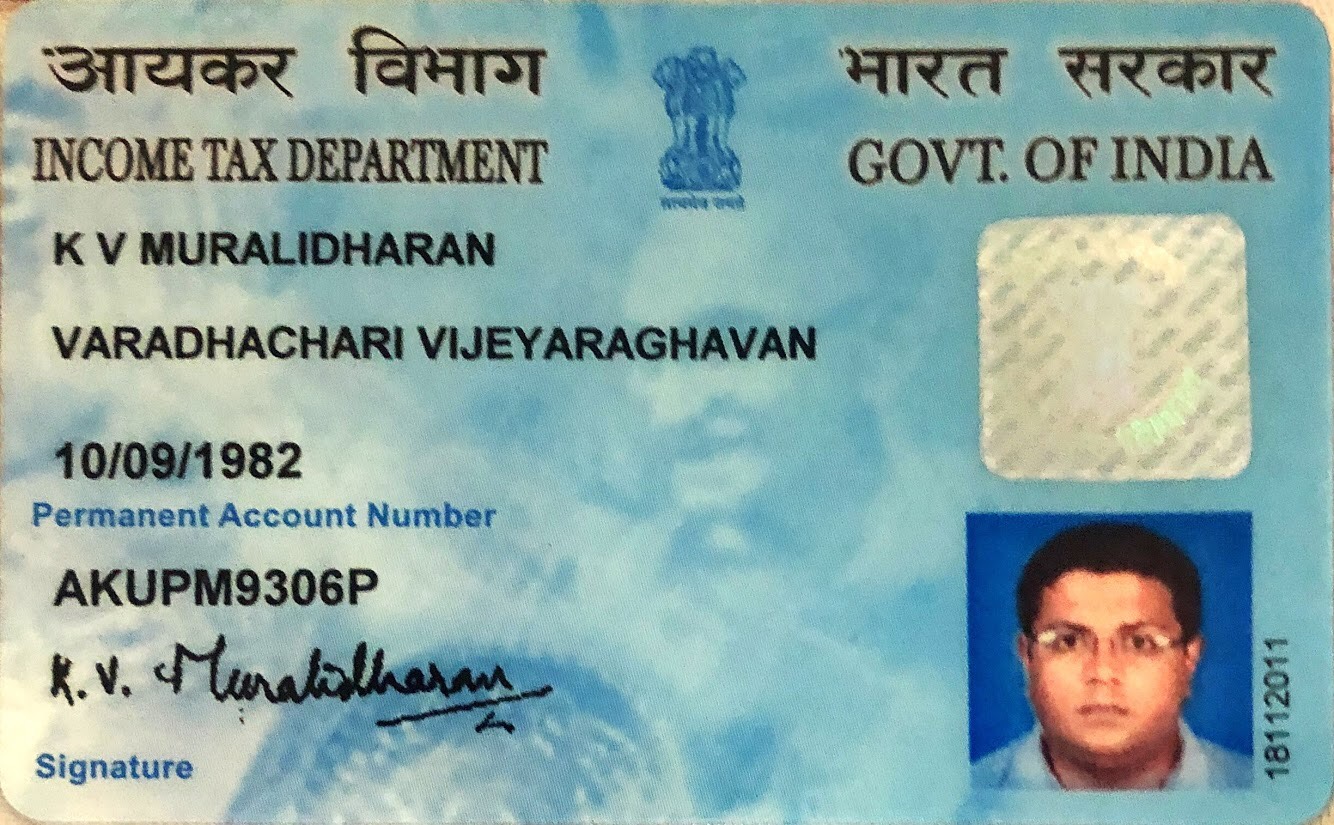 आयकर विभाग
INCOME TAX DEPARTMENT
भारत सरकार
GOVT. OF INDIA
सत्यमेव जयते
K V MURALIDHARAN
VARADHACHARI VIJEYARAGHAVAN
10/09/1982
Permanent Account Number
AKUPM9306P
K. V. Muralidharan
Signature
18112011